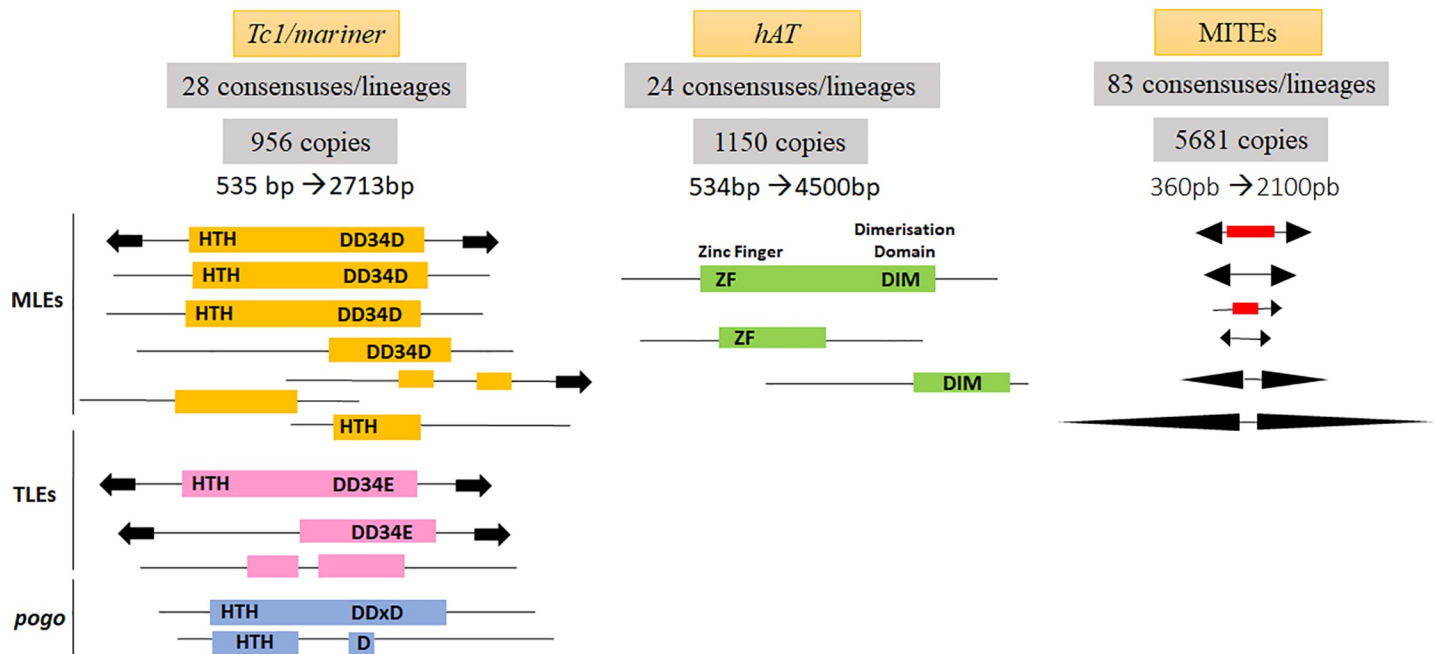 Tc1/mariner
28 consensuses/lineages
956 copies
535 bp →2713bp
MLEs
HTH DD34D
HTH DD34D
HTH DD34D
DD34D
HTH
TLEs
HTH DD34E
DD34E
pogo
HTH DDxD
HTH D
hAT
24 consensuses/lineages
1150 copies
534bp →4500bp
Zinc Finger
Dimerisation
Domain
ZF DIM
ZF
DIM
MITEs
83 consensuses/lineages
5681 copies
360pb →2100pb